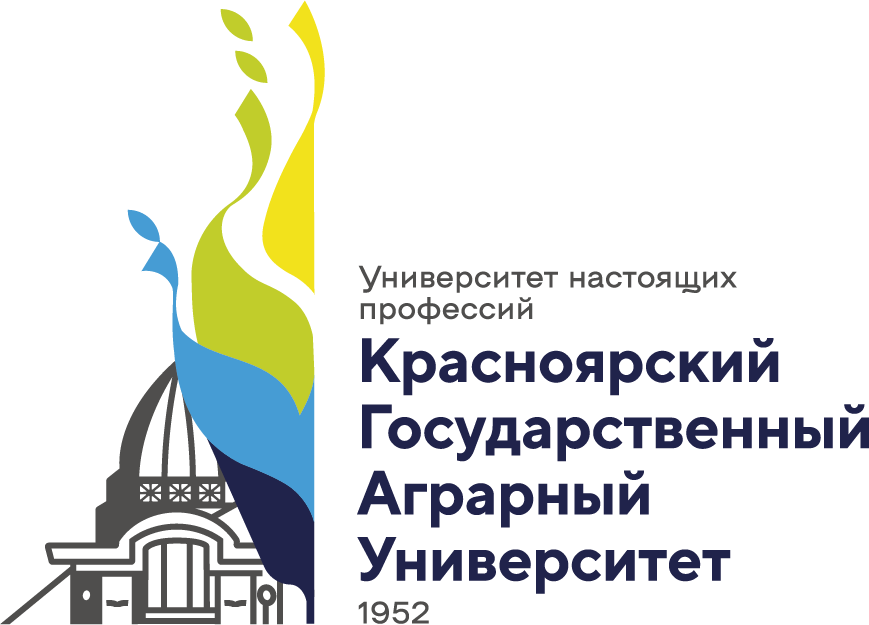 Университет настоящих
профессий
Красноярский
Государственный
Аграрный
Университет
1952